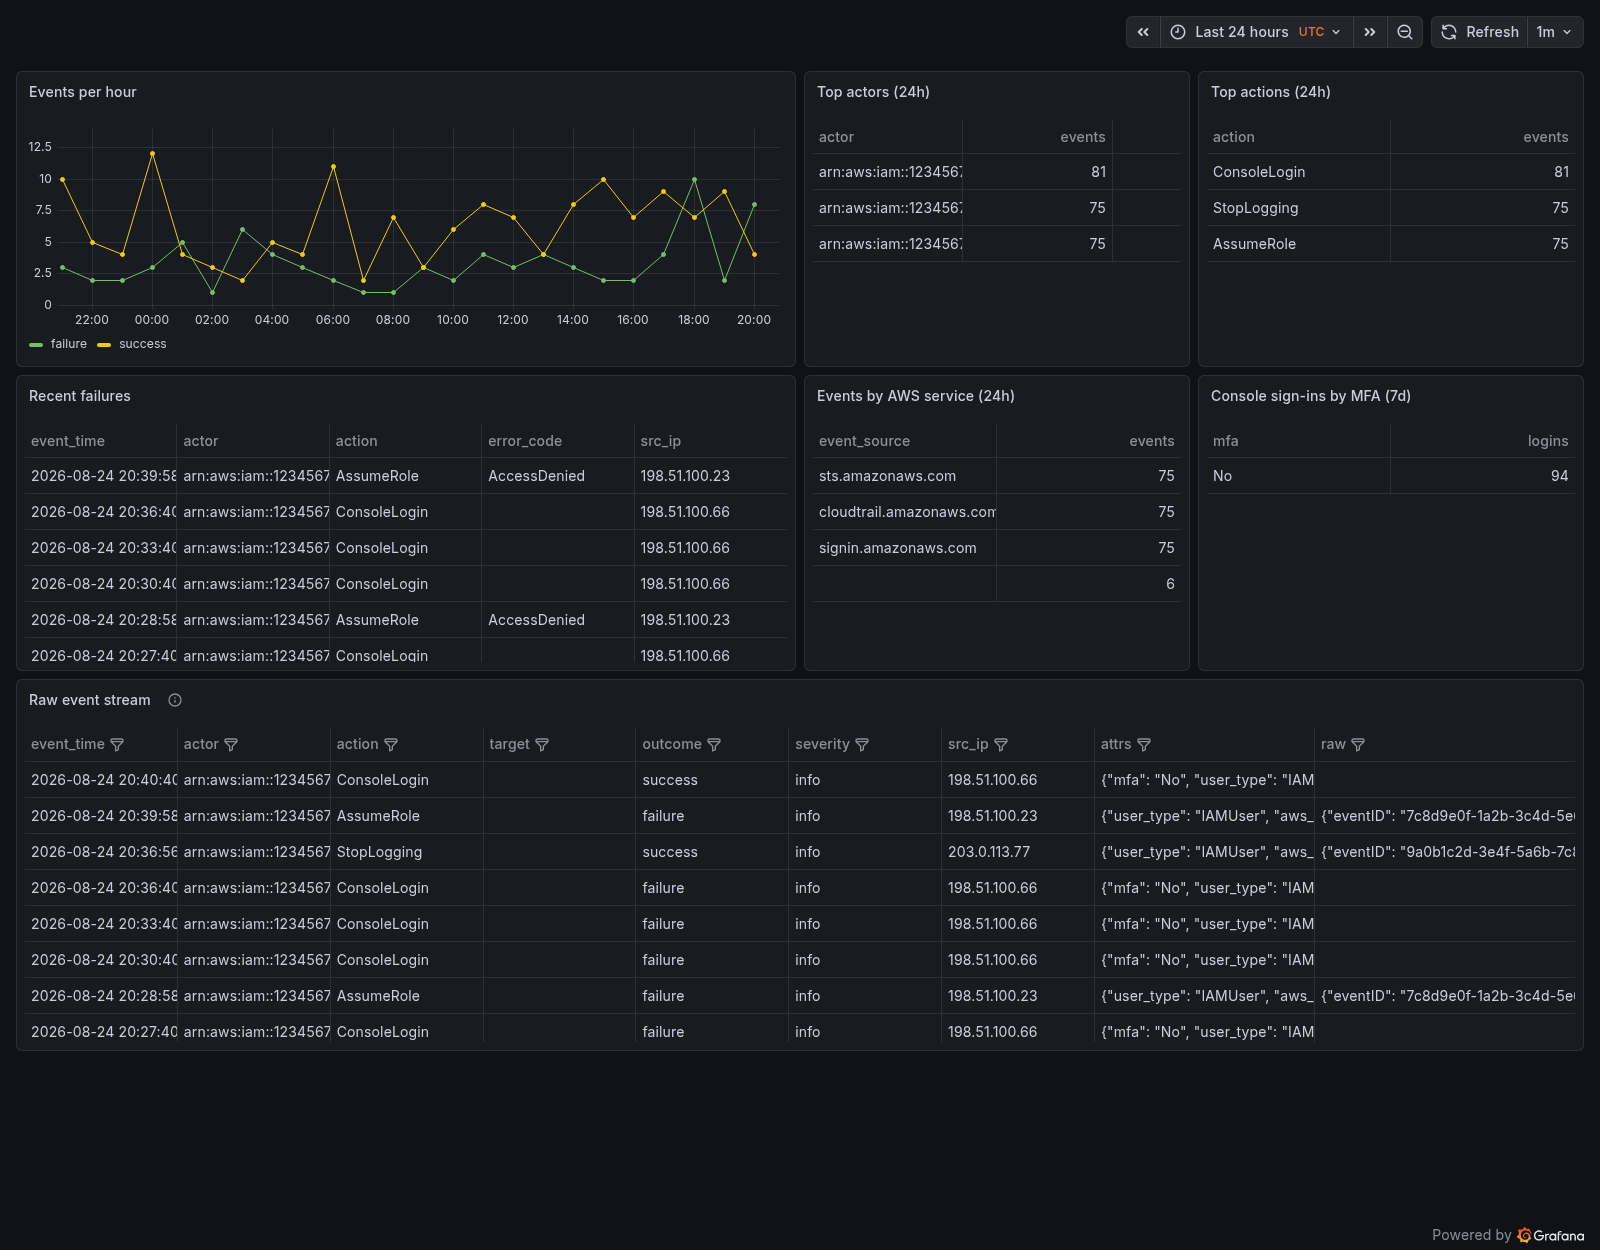 Last 24 hours UTC
Refresh 1m
Events per hour
12.5
10
7.5
5
2.5
0
22:00 00:00 02:00 04:00 06:00 08:00 10:00 12:00 14:00 16:00 18:00 20:00
failure success
Top actors (24h)
actor events
arn:aws:iam::1234567 81
arn:aws:iam::1234567 75
arn:aws:iam::1234567 75
Top actions (24h)
action events
ConsoleLogin 81
StopLogging 75
AssumeRole 75
Recent failures
event_time actor action error_code src_ip
2026-08-24 20:39:58 arn:aws:iam::1234567 AssumeRole AccessDenied 198.51.100.23
2026-08-24 20:36:40 arn:aws:iam::1234567 ConsoleLogin 198.51.100.66
2026-08-24 20:33:40 arn:aws:iam::1234567 ConsoleLogin 198.51.100.66
2026-08-24 20:30:40 arn:aws:iam::1234567 ConsoleLogin 198.51.100.66
2026-08-24 20:28:58 arn:aws:iam::1234567 AssumeRole AccessDenied 198.51.100.23
2026-08-24 20:27:40 arn:aws:iam::1234567 ConsoleLogin 198.51.100.66
Events by AWS service (24h)
event_source events
sts.amazonaws.com 75
cloudtrail.amazonaws.com 75
signin.amazonaws.com 75
6
Console sign-ins by MFA (7d)
mfa logins
No 94
Raw event stream
event_time actor action target outcome severity src_ip attrs raw
2026-08-24 20:40:40 arn:aws:iam::1234567 ConsoleLogin success info 198.51.100.66 {"mfa": "No", "user_type": "IAM
2026-08-24 20:39:58 arn:aws:iam::1234567 AssumeRole failure info 198.51.100.23 {"user_type": "IAMUser", "aws_ {"eventID": "7c8d9e0f-1a2b-3c4d-5e
2026-08-24 20:36:56 arn:aws:iam::1234567 StopLogging success info 203.0.113.77 {"user_type": "IAMUser", "aws_ {"eventID": "9a0b1c2d-3e4f-5a6b-7c8
2026-08-24 20:36:40 arn:aws:iam::1234567 ConsoleLogin failure info 198.51.100.66 {"mfa": "No", "user_type": "IAM
2026-08-24 20:33:40 arn:aws:iam::1234567 ConsoleLogin failure info 198.51.100.66 {"mfa": "No", "user_type": "IAM
2026-08-24 20:30:40 arn:aws:iam::1234567 ConsoleLogin failure info 198.51.100.66 {"mfa": "No", "user_type": "IAM
2026-08-24 20:28:58 arn:aws:iam::1234567 AssumeRole failure info 198.51.100.23 {"user_type": "IAMUser", "aws_ {"eventID": "7c8d9e0f-1a2b-3c4d-5e
2026-08-24 20:27:40 arn:aws:iam::1234567 ConsoleLogin failure info 198.51.100.66 {"mfa": "No", "user_type": "IAM
Powered by Grafana